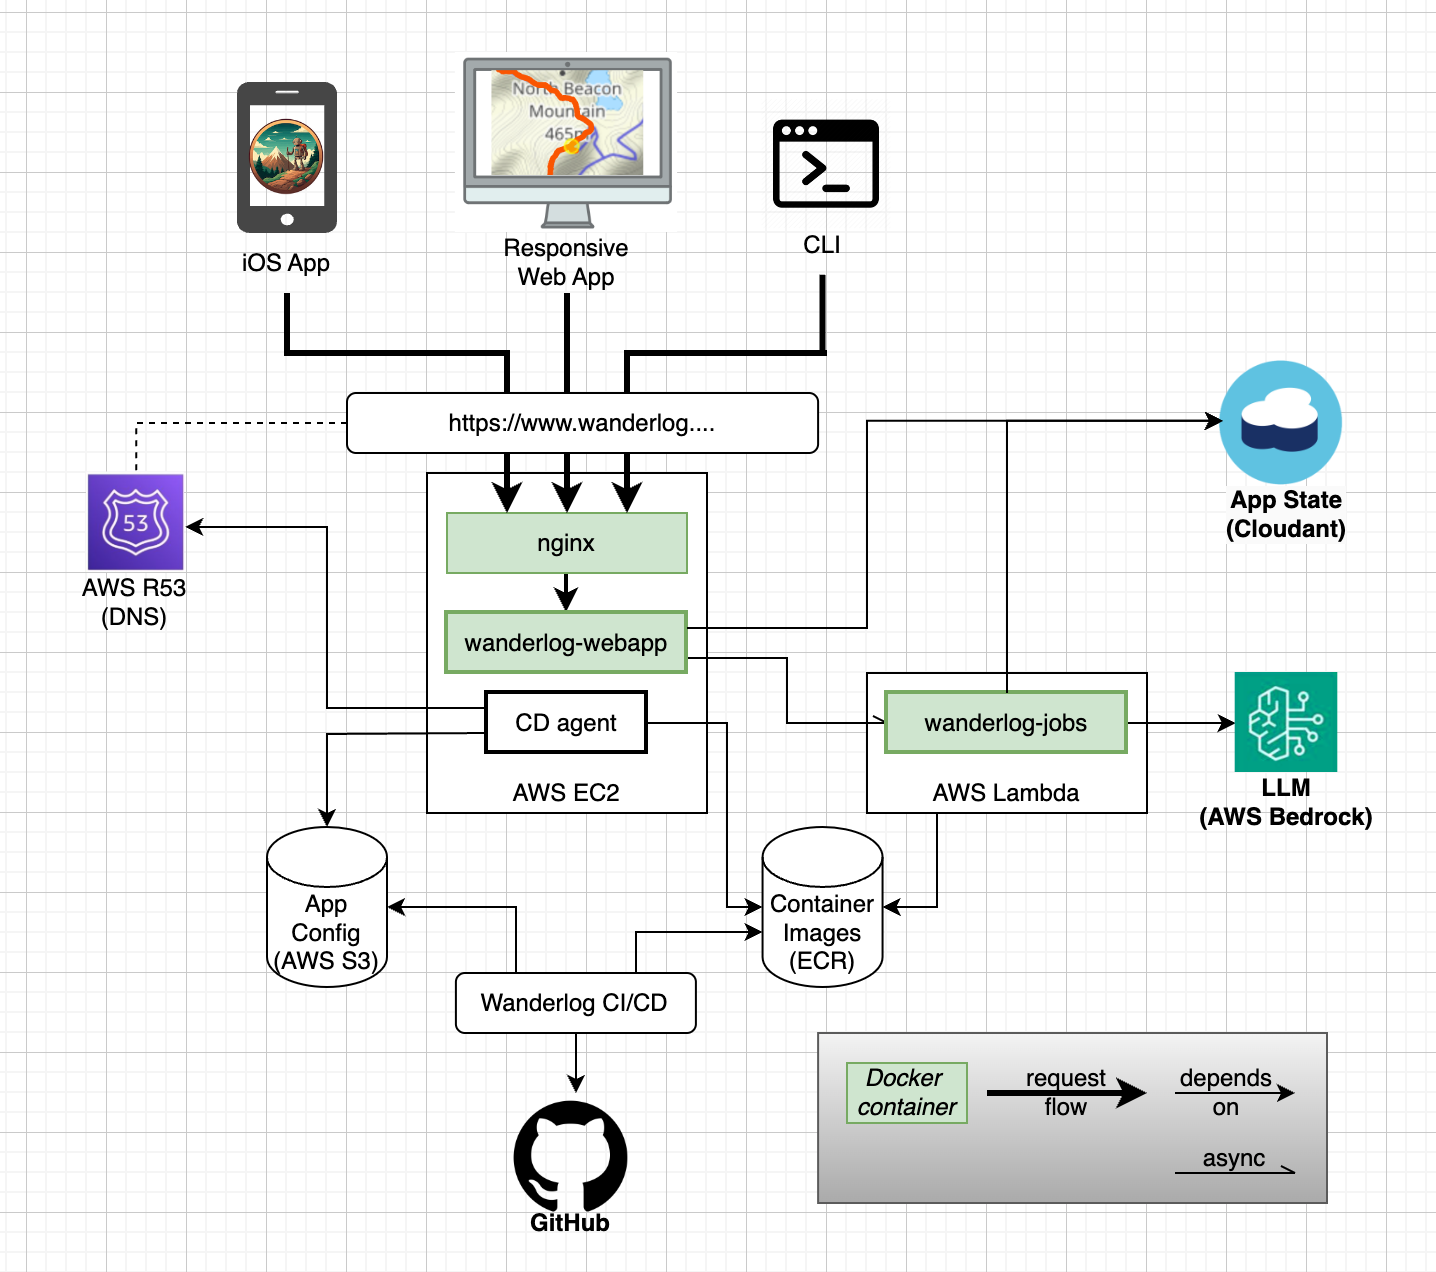 North Beacon
Mountain
465m
iOS App
Responsive
Web App
CLI
https://www.wanderlog....
53
AWS R53
(DNS)
nginx
wanderlog-webapp
CD agent
AWS EC2
App State
(Cloudant)
wanderlog-jobs
AWS Lambda
LLM
(AWS Bedrock)
App
Config
(AWS S3)
Container
Images
(ECR)
Wanderlog CI/CD
GitHub
Docker
container
request
flow
depends
on
async